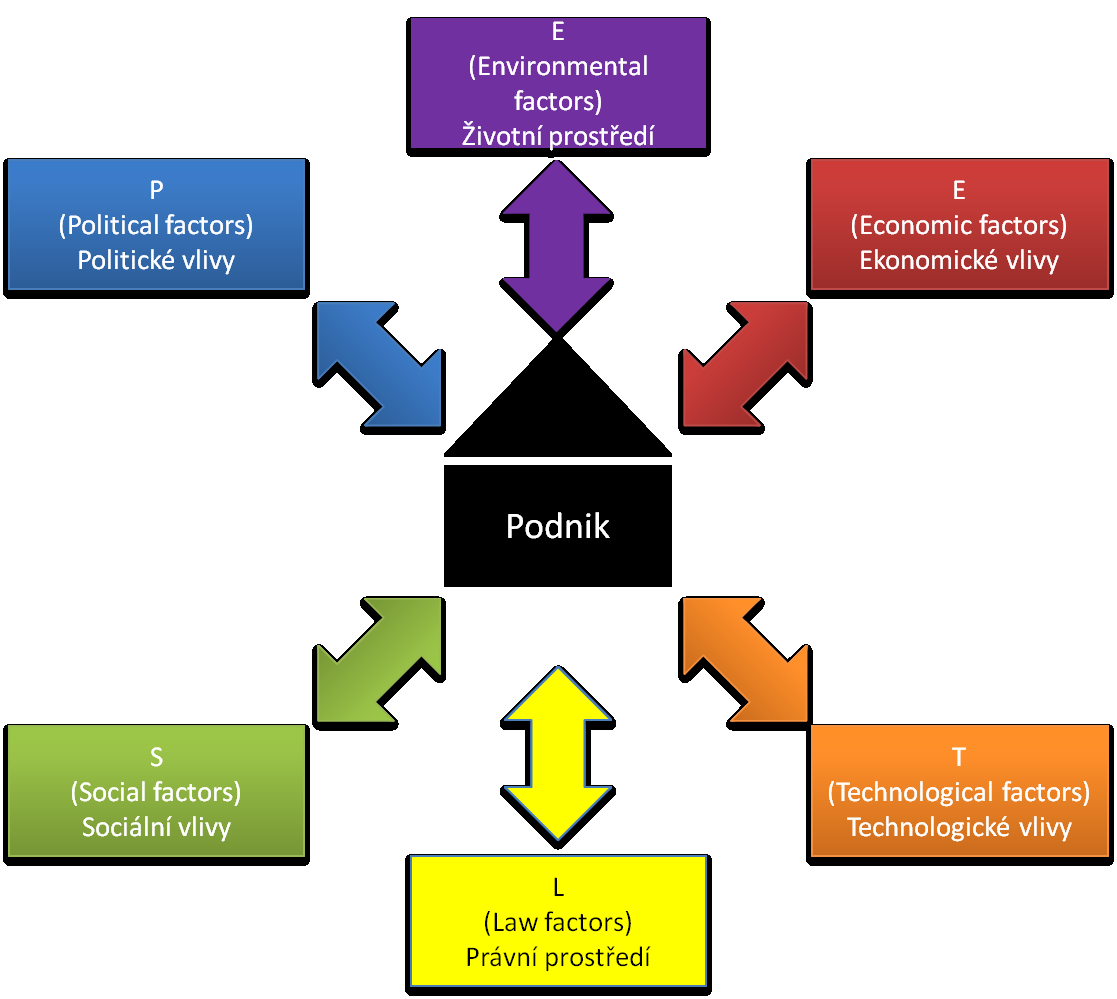 E
(Environmental
factors)
Životní prostředí
P
(Political factors)
Politické vlivy
E
(Economic factors)
Ekonomické vlivy
Podnik
S
(Social factors)
Sociální vlivy
T
(Technological factors)
Technologické vlivy
L
(Law factors)
Právní prostředí